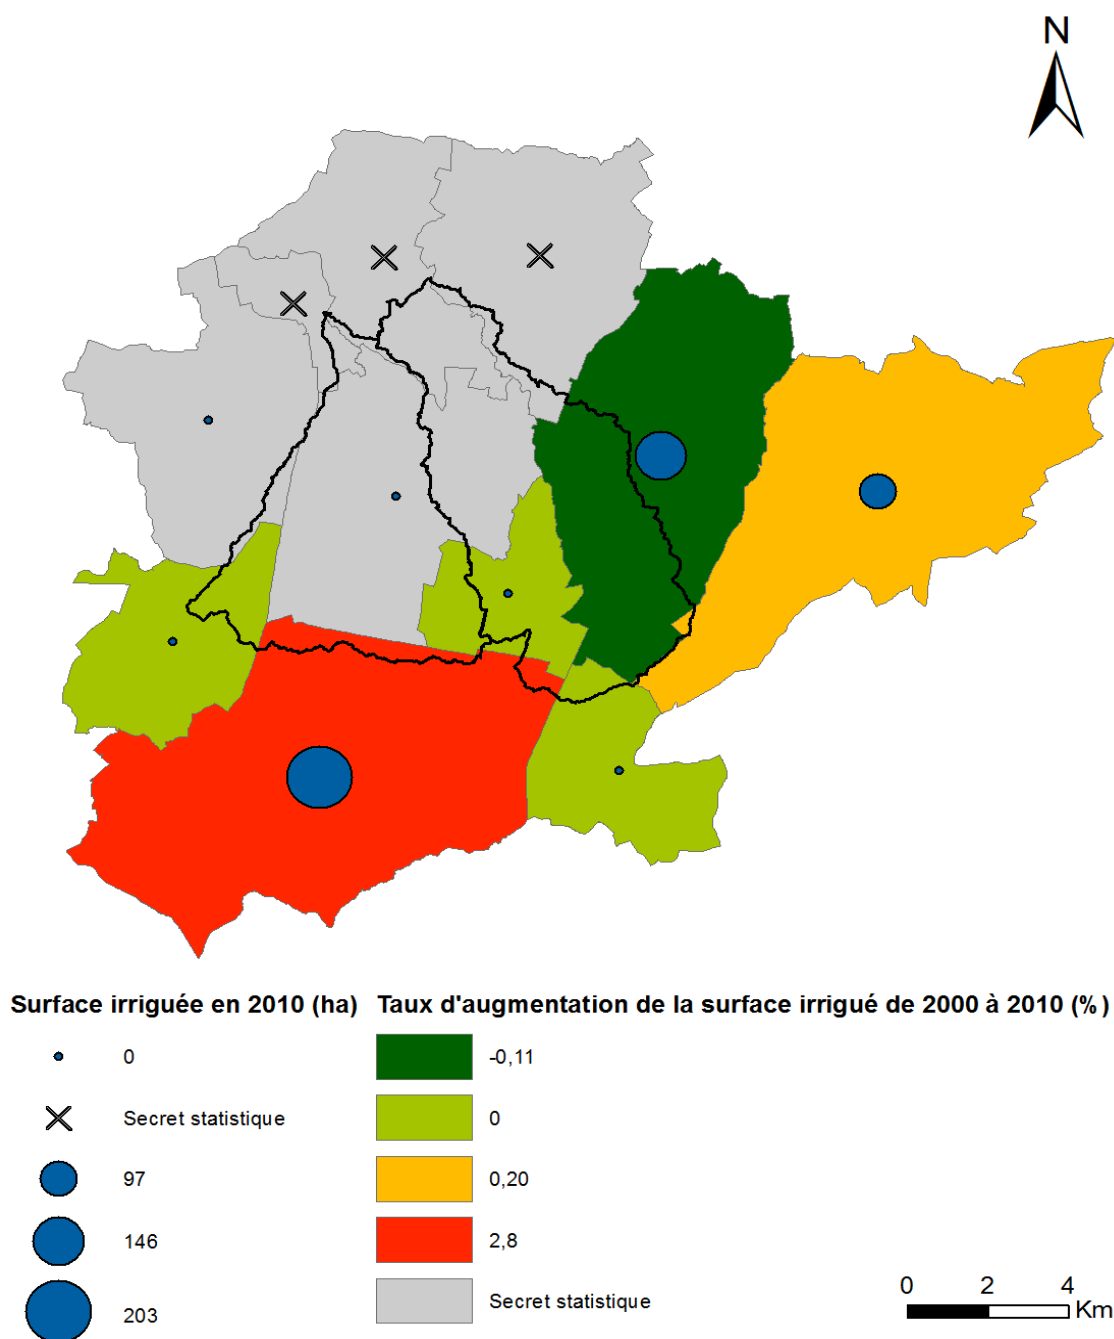 N
Surface irriguée en 2010 (ha)
0
Secret statistique
97
146
203
Taux d'augmentation de la surface irrigué de 2000 à 2010 (%)
-0,11
0
0,20
2,8
Secret statistique
0 2 4
Km